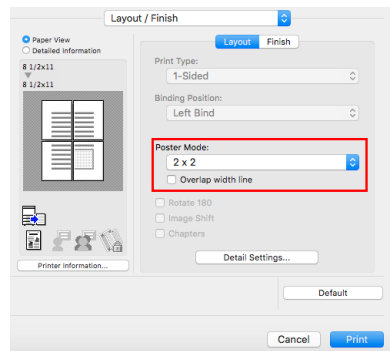 Layout / Finish
Paper View
Detailed Information
8 1/2x11
8 1/2x11
Printer Information...
Layout
Finish
Print Type:
1-Sided
Binding Position:
Left Bind
Poster Mode:
2 x 2
Overlap width line
Rotate 180
Image Shift
Chapters
Detail Settings...
Default
Cancel
Print